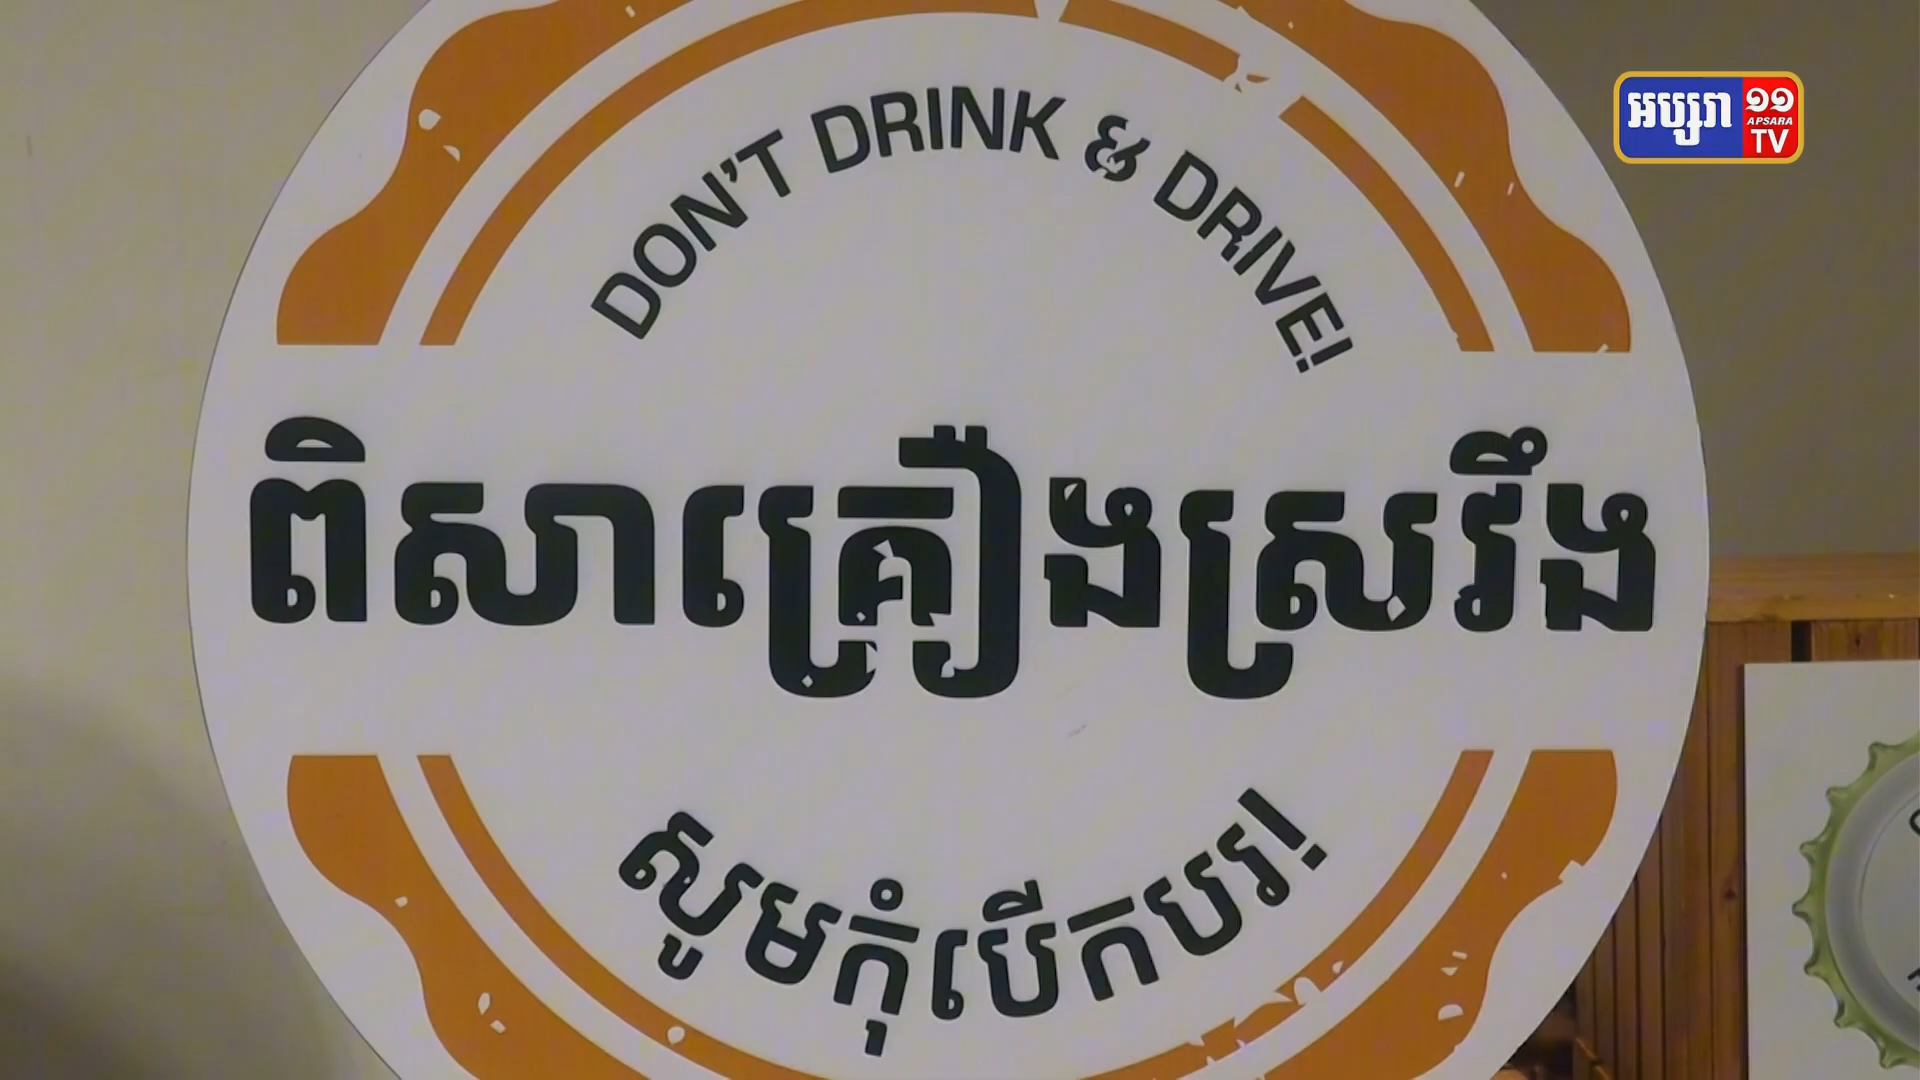 DON'T DRINK & DRIVE!
ពិសាគ្រឿងស្រវឹង
សូមកុំបើកបរ!
អប្សរា
១១
APSARA
TV